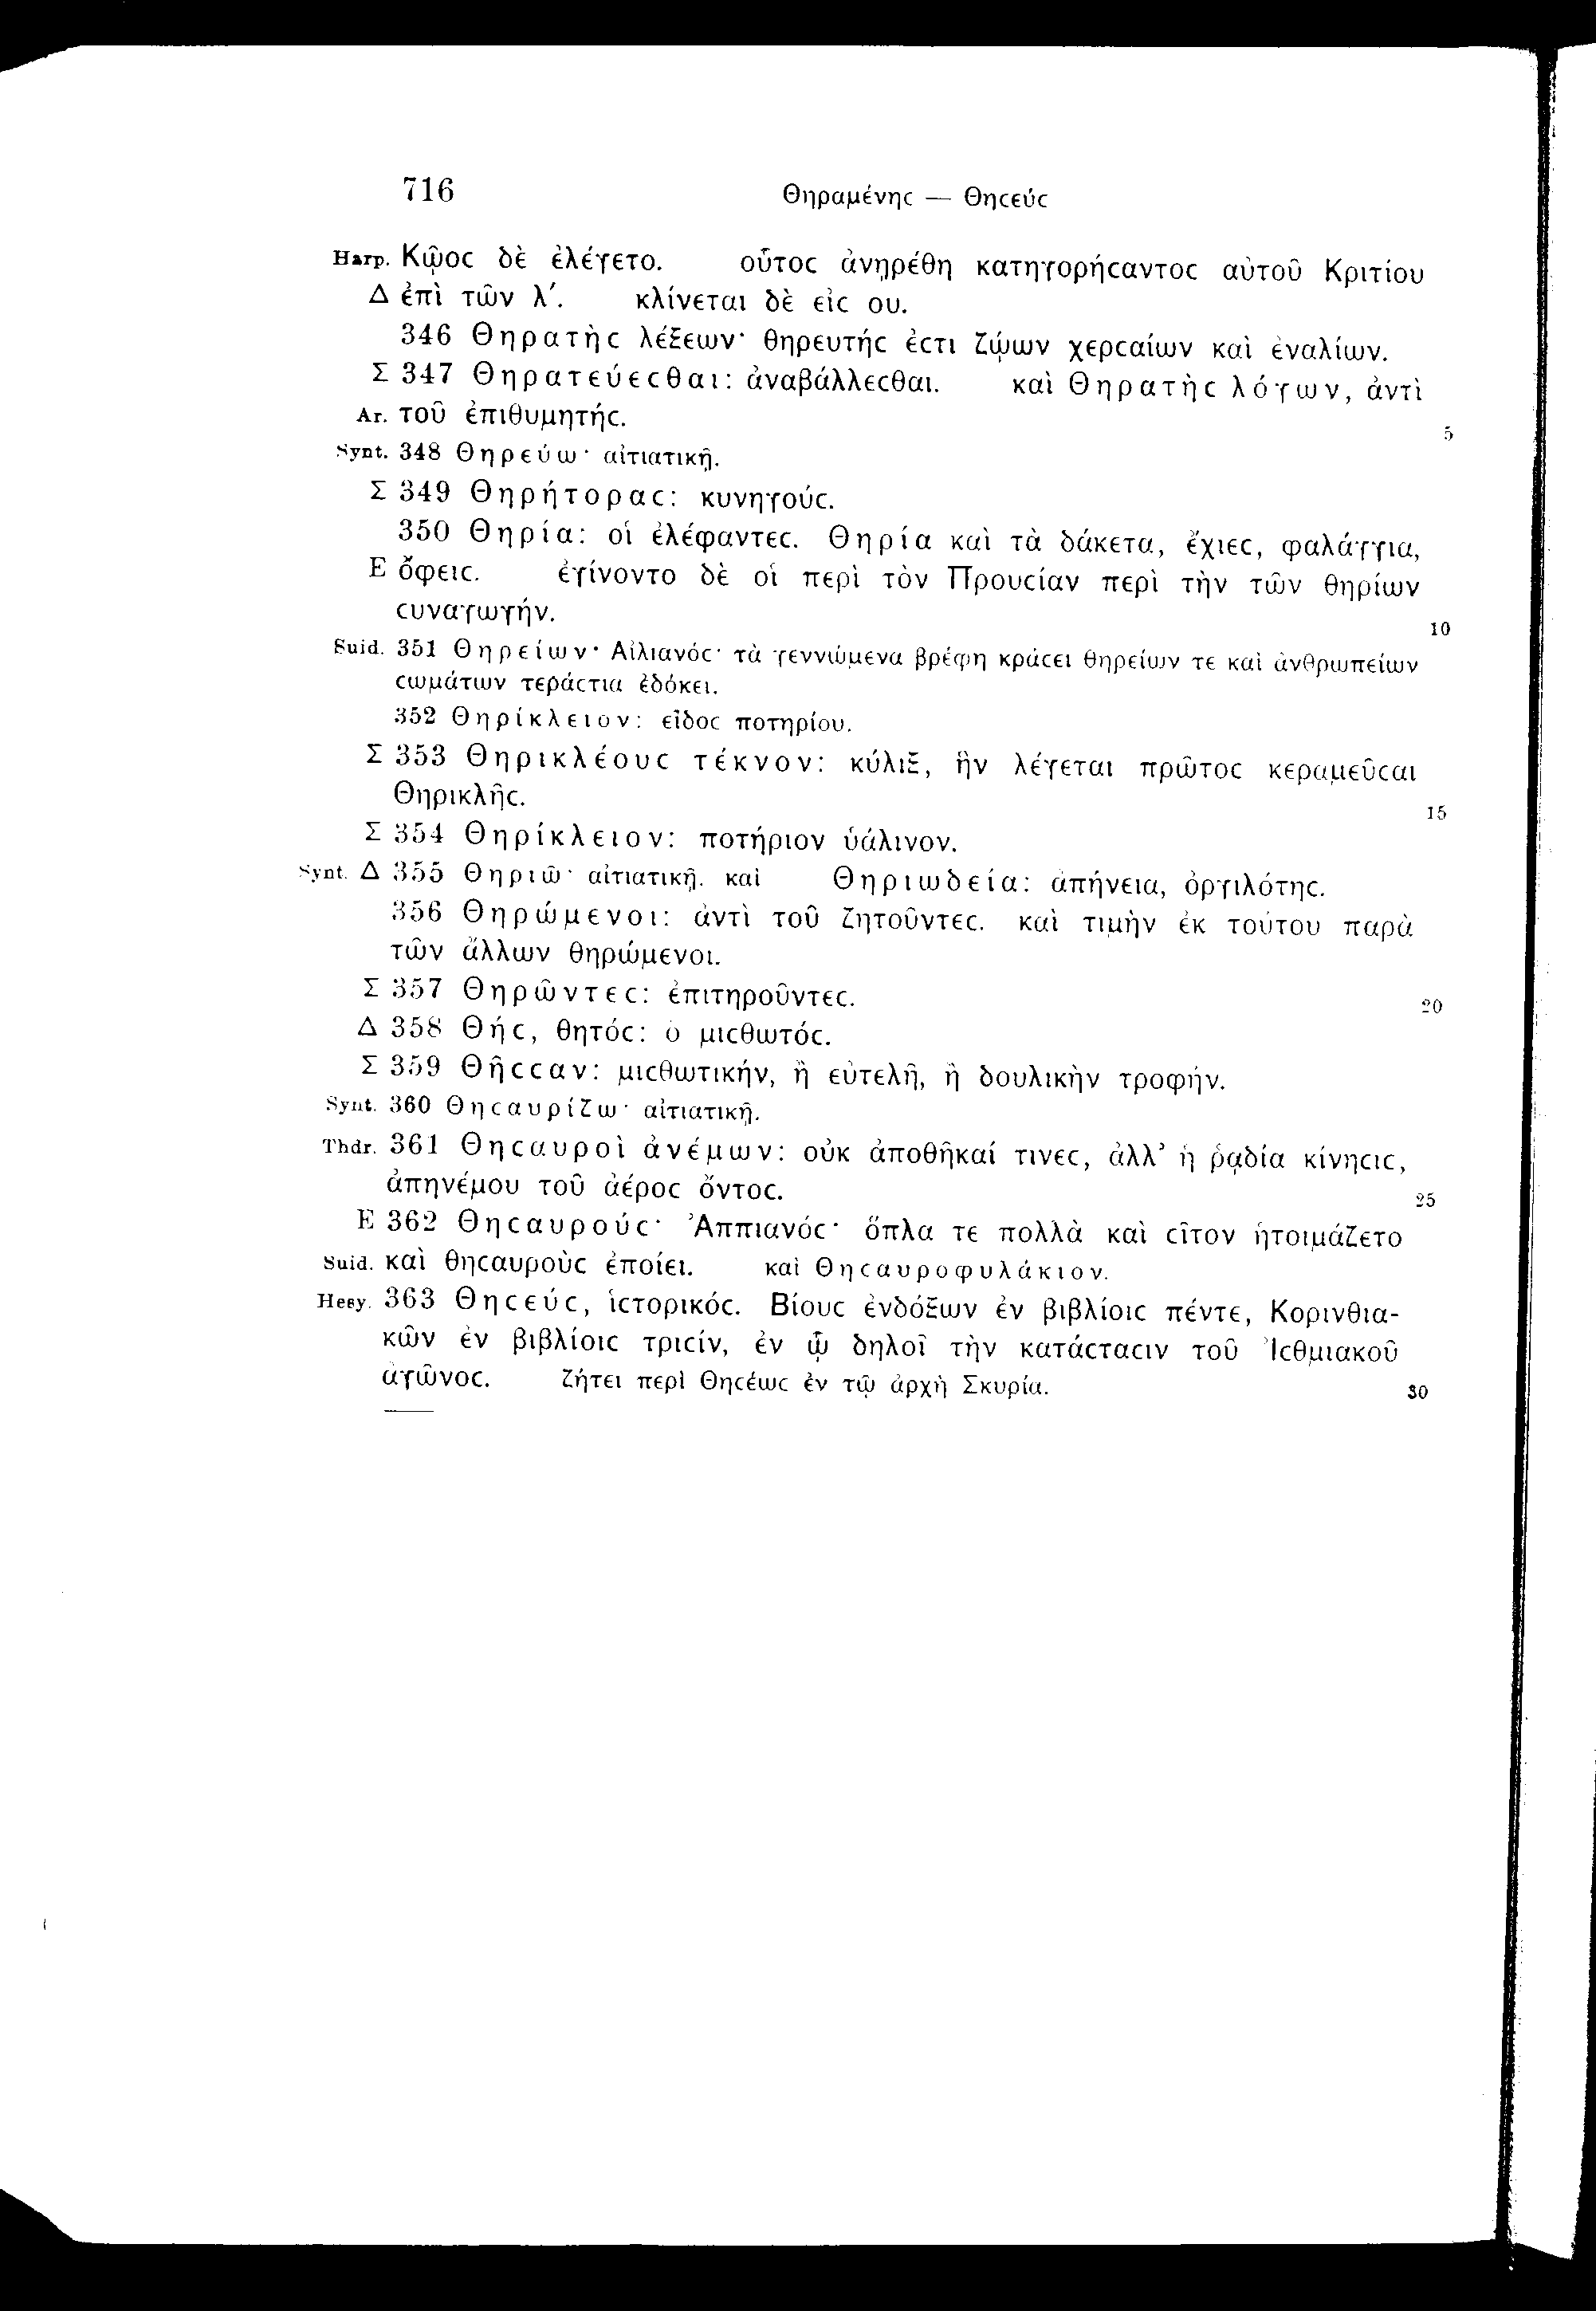 716 Θηραμένηϲ — Θηϲεύϲ
Harp. Κῷοϲ δὲ ἐλέγετο. οὗτοϲ ἀνῃρέθη κατηγορήϲαντοϲ αὐτοῦ Κριτίου
Δ ἐπὶ τῶν λ΄. κλίνεται δὲ εἰϲ ου.
346 Θηρατὴϲ λέξεων· θηρευτήϲ ἐϲτι ζῴων χερϲαίων καὶ ἐναλίων.
Σ 347 Θηρατεύεϲθαι: ἀναβάλλεϲθαι. καὶ Θηρατὴϲ λόγων, ἀντὶ
Ar. τοῦ ἐπιθυμητήϲ. 5
Synt. 348 Θηρεύω· αἰτιατικῇ.
Σ 349 Θηρήτοραϲ: κυνηγούϲ.
350 Θηρία: οἱ ἐλέφαντεϲ. Θηρία καὶ τὰ δάκετα, ἔχιεϲ, φαλάγγια,
Ε ὄφειϲ. ἐγίνοντο δὲ οἱ περὶ τὸν Προυϲίαν περὶ τὴν τῶν θηρίων
ϲυναγωγήν. 10
Suid. 351 Θηρείων· Αἰλιανόϲ· τὰ γεννώμενα βρέφη κράϲει θηρείων τε καὶ ἀνθρωπείων
ϲωμάτων τεράϲτια ἐδόκει.
352 Θηρίκλειον: εἶδοϲ ποτηρίου.
Σ 353 Θηρικλέουϲ τέκνον: κύλιξ, ἣν λέγεται πρῶτοϲ κεραμεῦϲαι
Θηρικλῆϲ. 15
Σ 354 Θηρίκλειον: ποτήριον ὑάλινον.
Synt. Δ 355 Θηριῶ· αἰτιατικῇ. καὶ Θηριωδεία: ἀπήνεια, ὀργιλότηϲ.
356 Θηρώμενοι: ἀντὶ τοῦ ζητοῦντεϲ. καὶ τιμὴν ἐκ τούτου παρὰ
τῶν ἄλλων θηρώμενοι.
Σ 357 Θηρῶντεϲ: ἐπιτηροῦντεϲ. 20
Δ 358 Θήϲ, θητόϲ: ὁ μιϲθωτόϲ.
Σ 359 Θῆϲϲαν: μιϲθωτικήν, ἢ εὐτελῆ, ἢ δουλικὴν τροφήν.
Synt. 360 Θηϲαυρίζω· αἰτιατικῇ.
Thdr. 361 Θηϲαυροὶ ἀνέμων: οὐκ ἀποθῆκαί τινεϲ, ἀλλ’ ἡ ῥᾳδία κίνηϲιϲ,
ἀπηνέμου τοῦ ἀέροϲ ὄντοϲ. 25
Ε 362 Θηϲαυρούϲ· Ἀππιανόϲ· ὅπλα τε πολλὰ καὶ ϲῖτον ἡτοιμάζετο
Suid. καὶ θηϲαυροὺϲ ἐποίει. καὶ Θηϲαυροφυλάκιον.
Hesy. 363 Θηϲεύϲ, ἱϲτορικόϲ. Βίουϲ ἐνδόξων ἐν βιβλίοιϲ πέντε, Κορινθια-
κῶν ἐν βιβλίοιϲ τριϲίν, ἐν ᾧ δηλοῖ τὴν κατάϲταϲιν τοῦ Ἰϲθμιακοῦ
ἀγῶνοϲ. ζήτει περὶ Θηϲέωϲ ἐν τῷ ἀρχὴ Σκυρία. 30